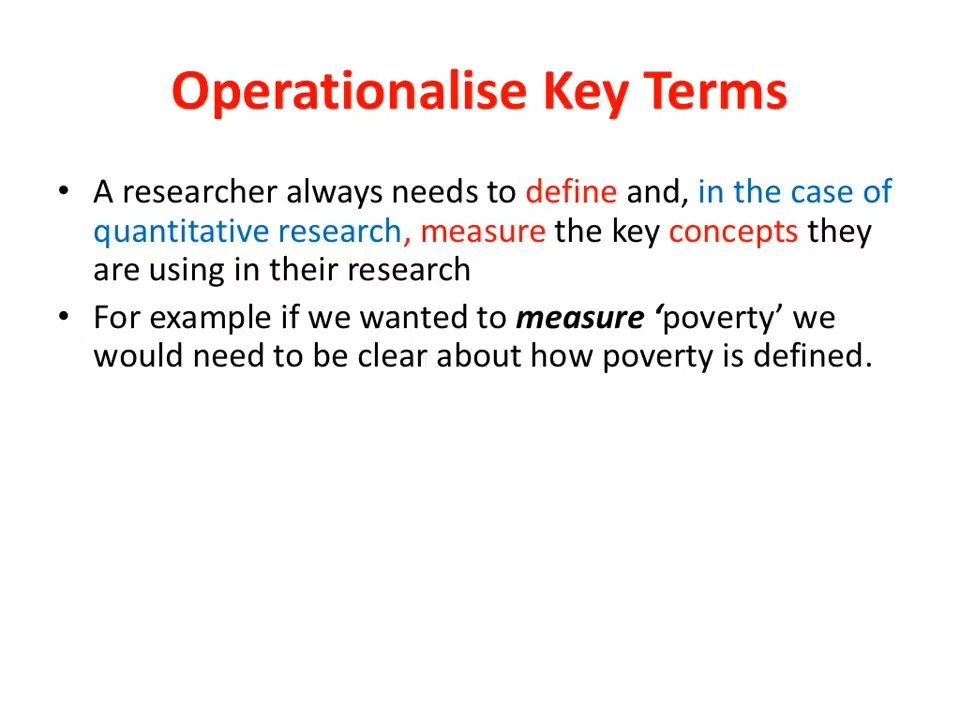 Operationalise Key Terms
• A researcher always needs to define and, in the case of
quantitative research, measure the key concepts they
are using in their research
• For example if we wanted to measure ‘poverty’ we
would need to be clear about how poverty is defined.